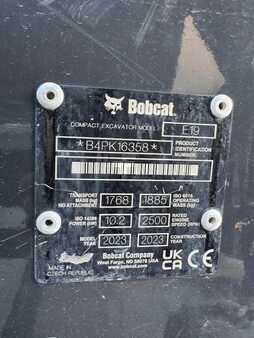 Bobcat
COMPACT EXCAVATOR MODEL E19
*B4PK16358* PRODUCT IDENTIFICATION NUMBER
TRANSPORT MASS (kg) NO ATTACHMENT 1768 1885 ISO 6016 OPERATING MASS (kg)
ISO 14396 POWER (kW) 10.2 2500 RATED ENGINE SPEED (RPM)
MODEL YEAR 2023 2023 CONSTRUCTION YEAR
MADE IN CZECH REPUBLIC
Bobcat Company
West Fargo, ND 58078 USA
www.bobcat.com
UK CA CE